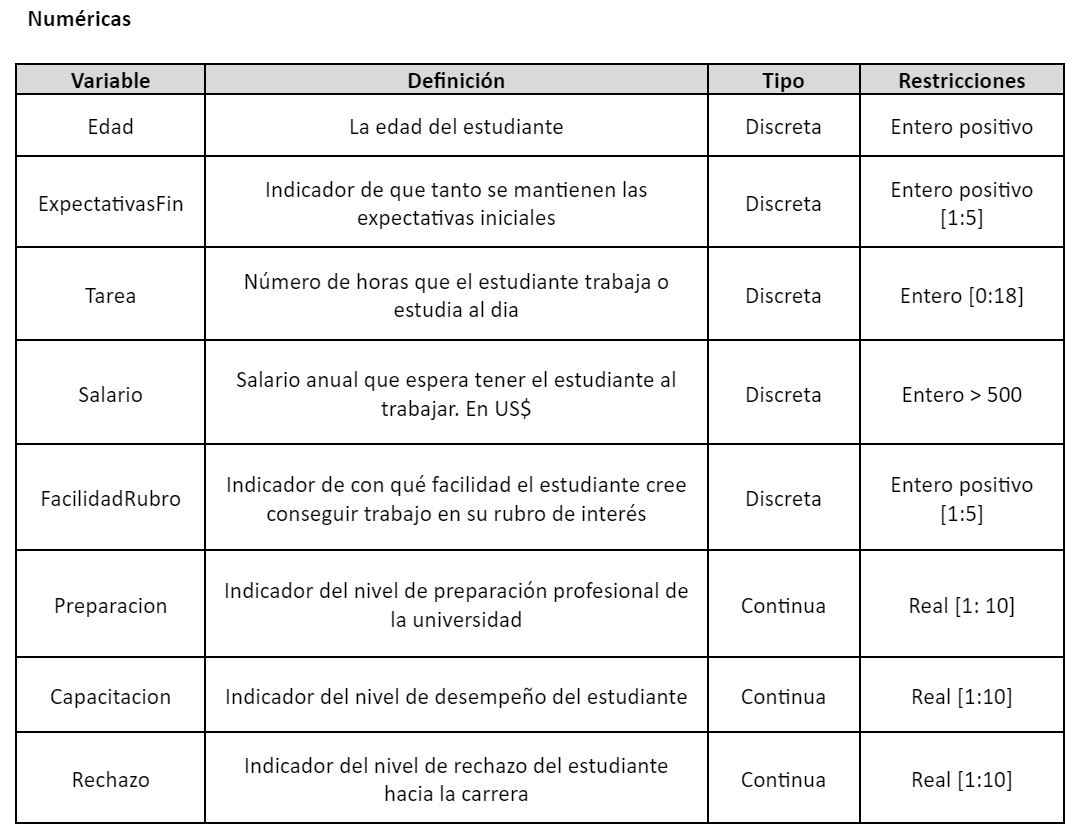 Numéricas
Variable Definición Tipo Restricciones
Edad La edad del estudiante Discreta Entero positivo
ExpectativasFin Indicador de que tanto se mantienen las expectativas iniciales Discreta Entero positivo [1:5]
Tarea Número de horas que el estudiante trabaja o estudia al dia Discreta Entero [0:18]
Salario Salario anual que espera tener el estudiante al trabajar. En US$ Discreta Entero > 500
FacilidadRubro Indicador de con qué facilidad el estudiante cree conseguir trabajo en su rubro de interés Discreta Entero positivo [1:5]
Preparacion Indicador del nivel de preparación profesional de la universidad Continua Real [1: 10]
Capacitacion Indicador del nivel de desempeño del estudiante Continua Real [1:10]
Rechazo Indicador del nivel de rechazo del estudiante hacia la carrera Continua Real [1:10]